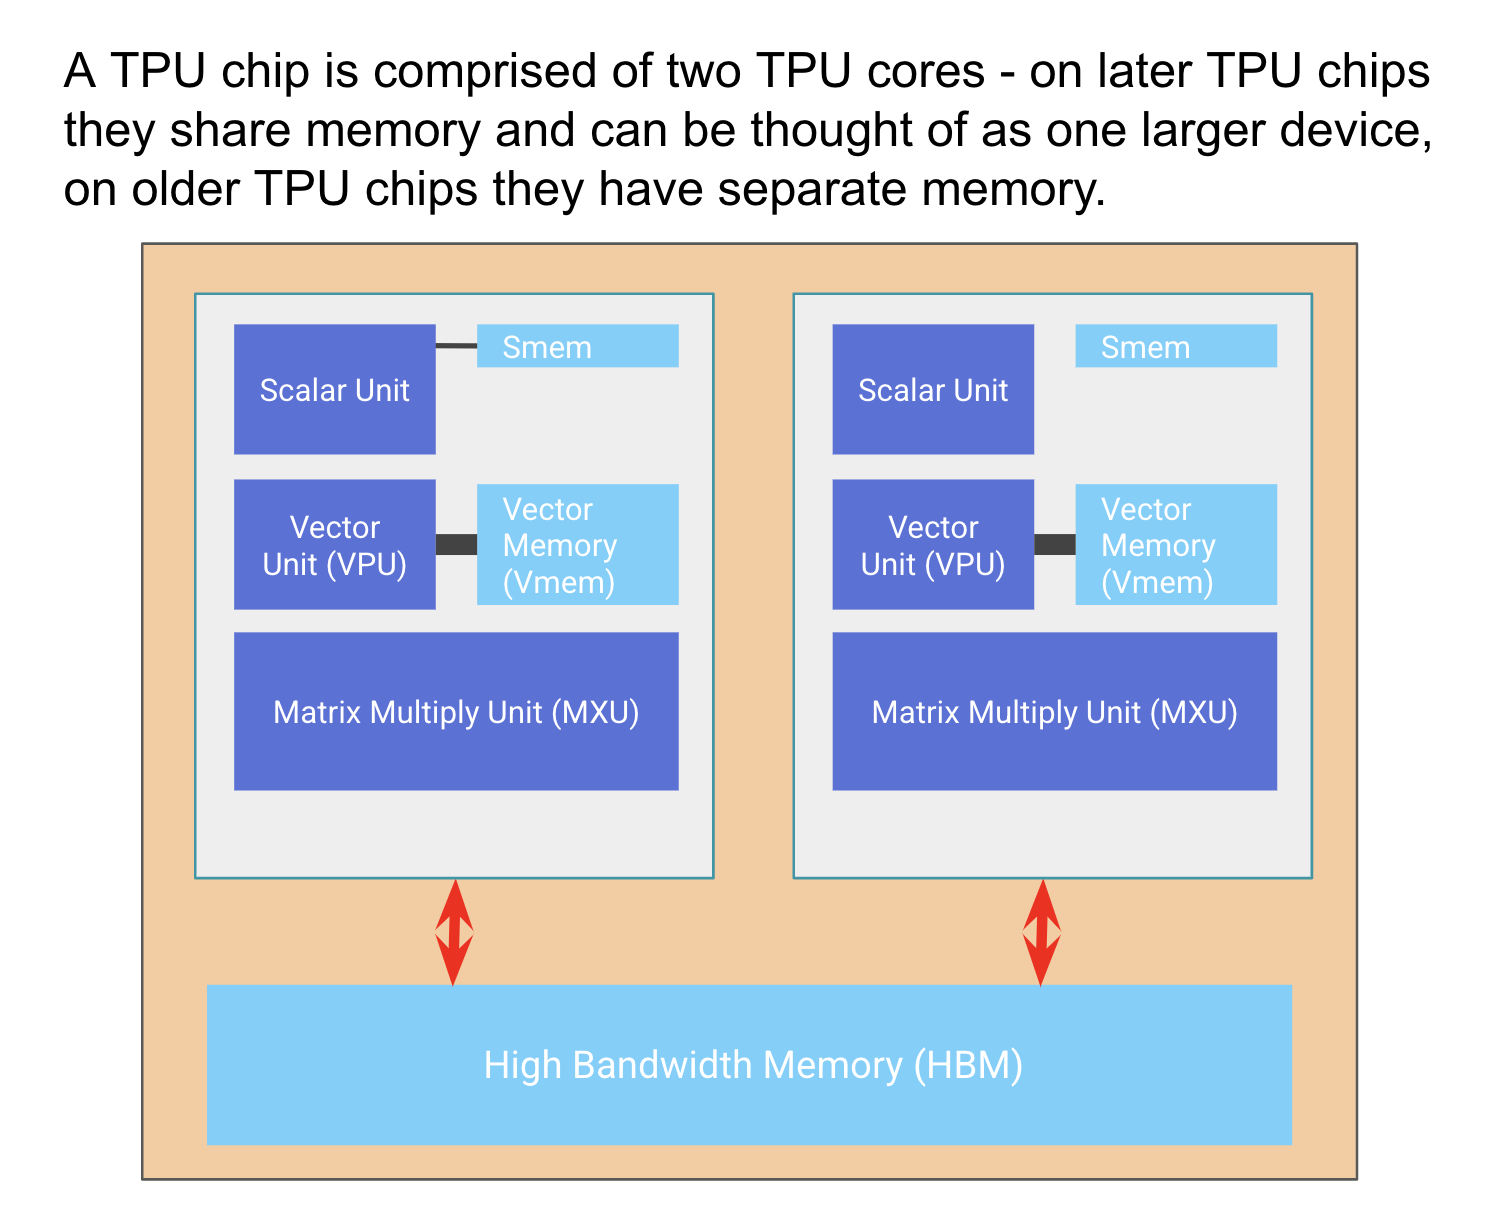 A TPU chip is comprised of two TPU cores - on later TPU chips
they share memory and can be thought of as one larger device,
on older TPU chips they have separate memory.
Scalar Unit
Smem
Vector
Unit (VPU)
Vector
Memory
(Vmem)
Matrix Multiply Unit (MXU)
Scalar Unit
Smem
Vector
Unit (VPU)
Vector
Memory
(Vmem)
Matrix Multiply Unit (MXU)
High Bandwidth Memory (HBM)